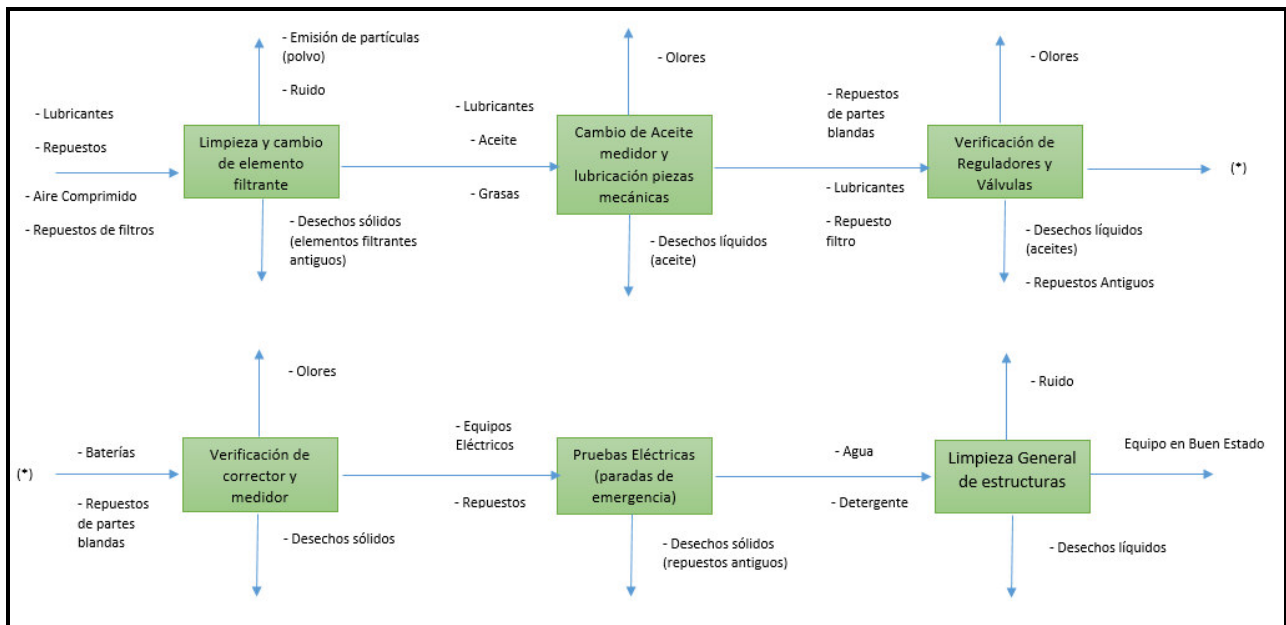 - Emisión de partículas
(polvo)
- Ruido
- Lubricantes
- Repuestos
- Aire Comprimido
- Repuestos de filtros
Limpieza y cambio
de elemento
filtrante
- Desechos sólidos
(elementos filtrantes
antiguos)
- Lubricantes
- Aceite
- Grasas
- Olores
Cambio de Aceite
medidor y
lubricación piezas
mecánicas
- Desechos líquidos
(aceite)
- Repuestos
de partes
blandas
- Lubricantes
- Repuesto
filtro
- Olores
Verificación de
Reguladores y
Válvulas
- Desechos líquidos
(aceites)
- Repuestos Antiguos
(*)
(*)
- Baterías
- Repuestos
de partes
blandas
- Olores
Verificación de
corrector y
medidor
- Desechos sólidos
- Equipos
Eléctricos
- Repuestos
Pruebas Eléctricas
(paradas de
emergencia)
- Desechos sólidos
(repuestos antiguos)
- Agua
- Detergente
- Ruido
Limpieza General
de estructuras
- Desechos líquidos
Equipo en Buen Estado